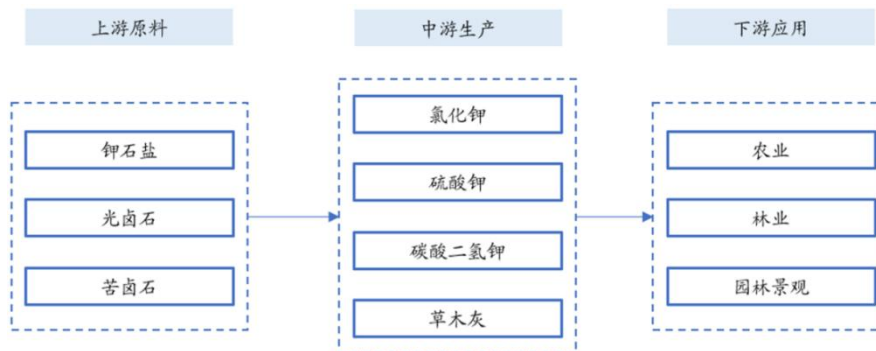 上游原料
中游生产
下游应用
钾石盐
光卤石
苦卤石
氯化钾
硫酸钾
碳酸二氢钾
草木灰
农业
林业
园林景观